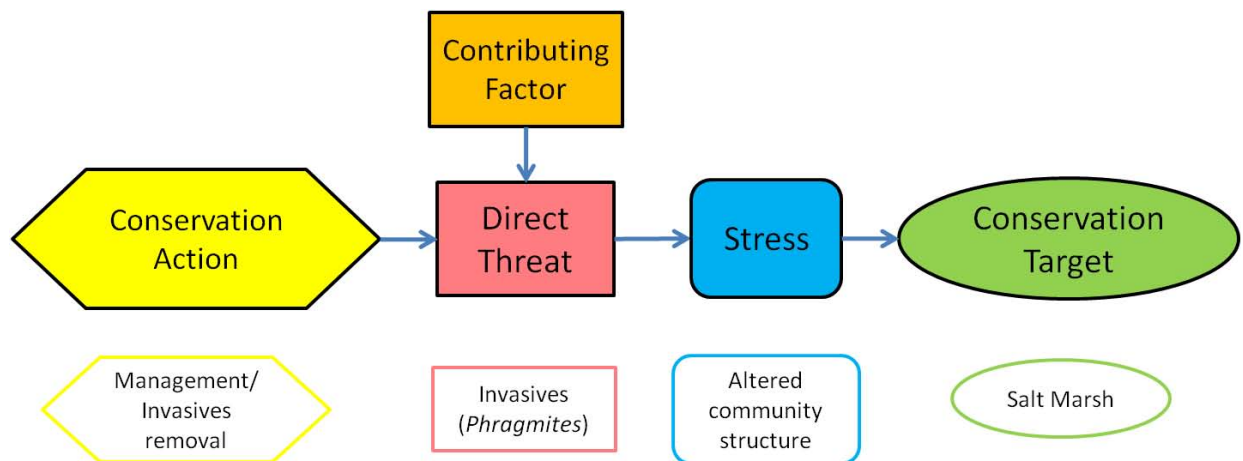 Contributing
Factor
Conservation
Action
Direct
Threat
Stress
Conservation
Target
Management/
Invasives
removal
Invasives
(Phragmites)
Altered
community
structure
Salt Marsh